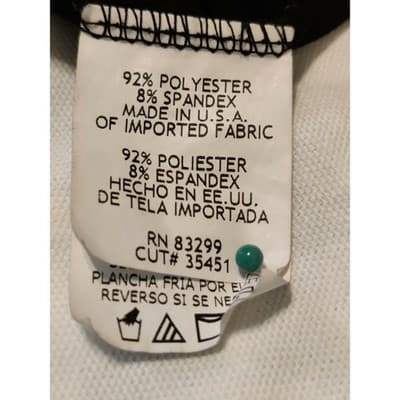 92% POLYESTER
8% SPANDEX
MADE IN U.S.A.
OF IMPORTED FABRIC
92% POLIESTER
8% ESPANDEX
HECHO EN EE.UU.
DE TELA IMPORTADA
RN 83299
CUT# 35451
PLANCHA FRIA POR
REVERSO SI SE